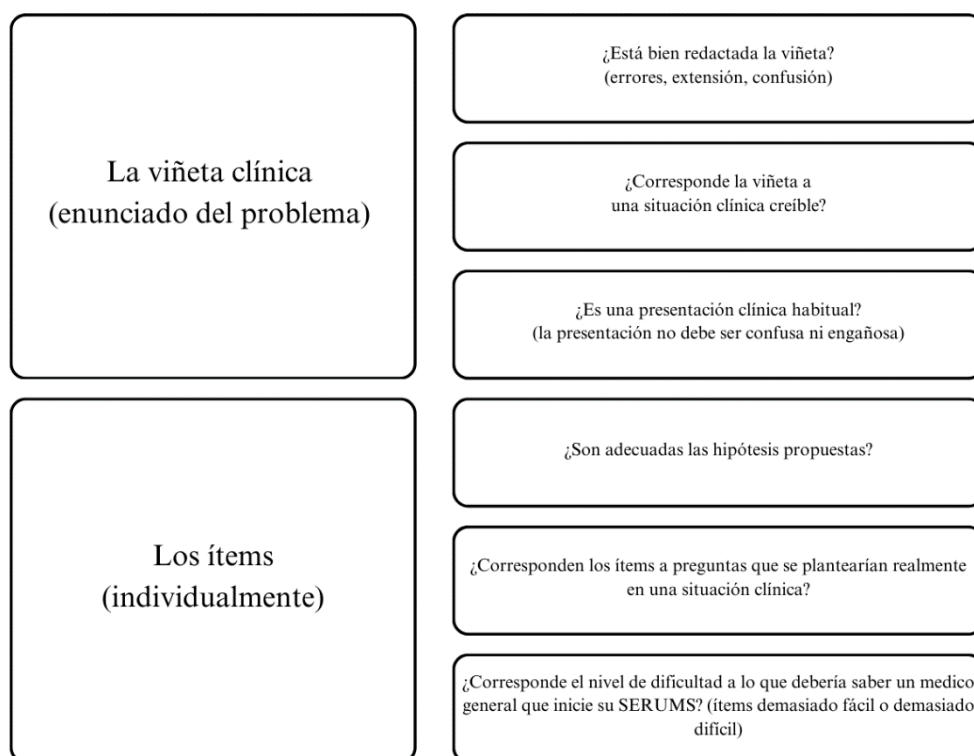 La viñeta clínica
(enunciado del problema)
¿Está bien redactada la viñeta?
(errores, extensión, confusión)
¿Corresponde la viñeta a
una situación clínica creíble?
¿Es una presentación clínica habitual?
(la presentación no debe ser confusa ni engañosa)
Los ítems
(individualmente)
¿Son adecuadas las hipótesis propuestas?
¿Corresponden los ítems a preguntas que se plantearían realmente
en una situación clínica?
¿Corresponde el nivel de dificultad a lo que debería saber un medico
general que inicie su SERUMS? (ítems demasiado fácil o demasiado
difícil)